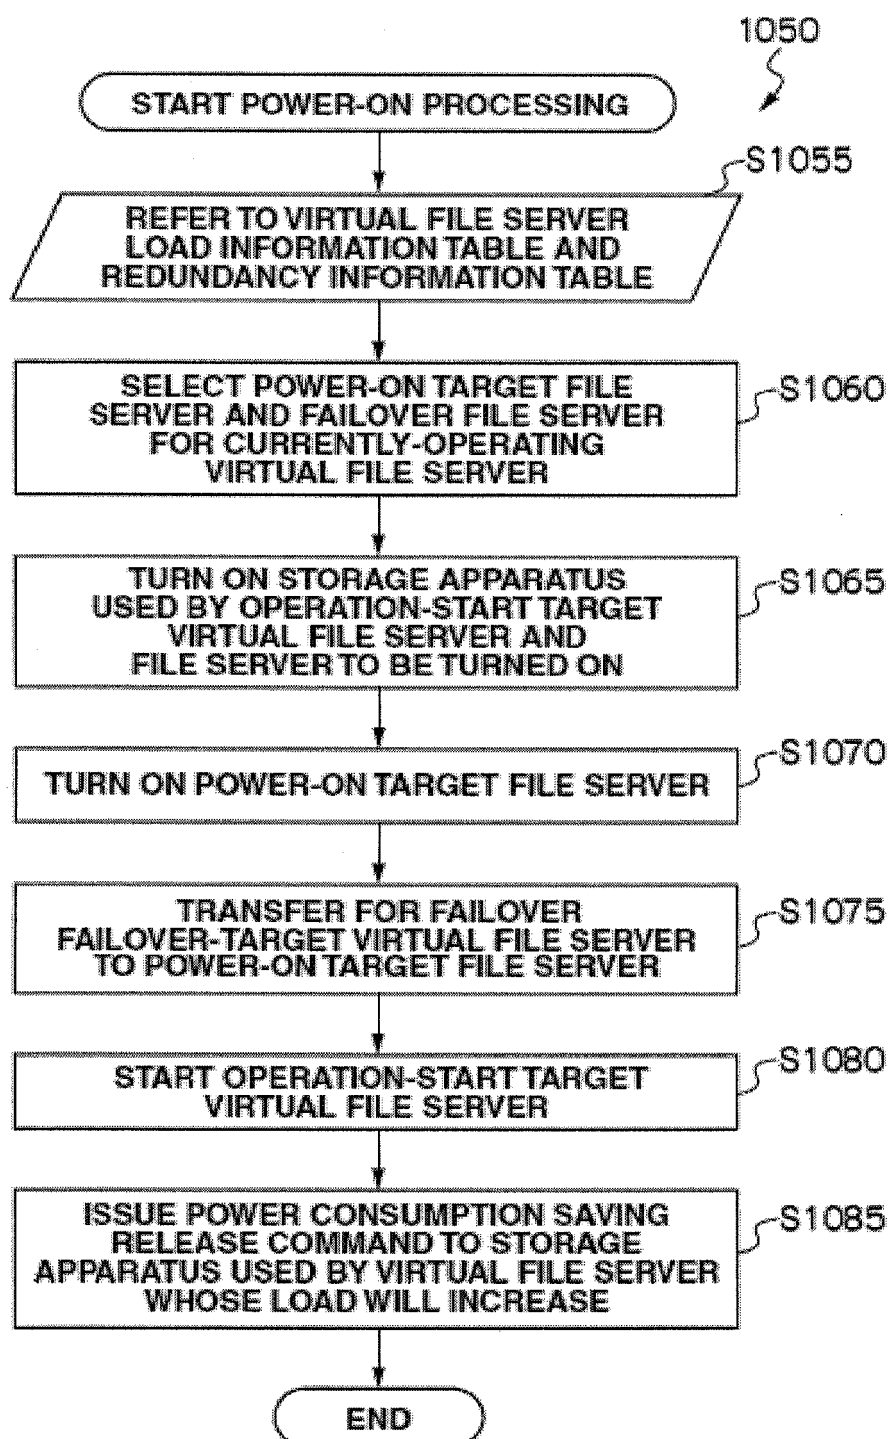 1050
START POWER-ON PROCESSING
S1055
REFER TO VIRTUAL FILE SERVER
LOAD INFORMATION TABLE AND
REDUNDANCY INFORMATION TABLE
SELECT POWER-ON TARGET FILE
SERVER AND FAILOVER FILE SERVER
FOR CURRENTLY-OPERATING
VIRTUAL FILE SERVER
S1060
TURN ON STORAGE APPARATUS
USED BY OPERATION-START TARGET
VIRTUAL FILE SERVER AND
FILE SERVER TO BE TURNED ON
S1065
TURN ON POWER-ON TARGET FILE SERVER
S1070
TRANSFER FOR FAILOVER
FAILOVER-TARGET VIRTUAL FILE SERVER
TO POWER-ON TARGET FILE SERVER
S1075
START OPERATION-START TARGET
VIRTUAL FILE SERVER
S1080
ISSUE POWER CONSUMPTION SAVING
RELEASE COMMAND TO STORAGE
APPARATUS USED BY VIRTUAL FILE SERVER
WHOSE LOAD WILL INCREASE
S1085
END